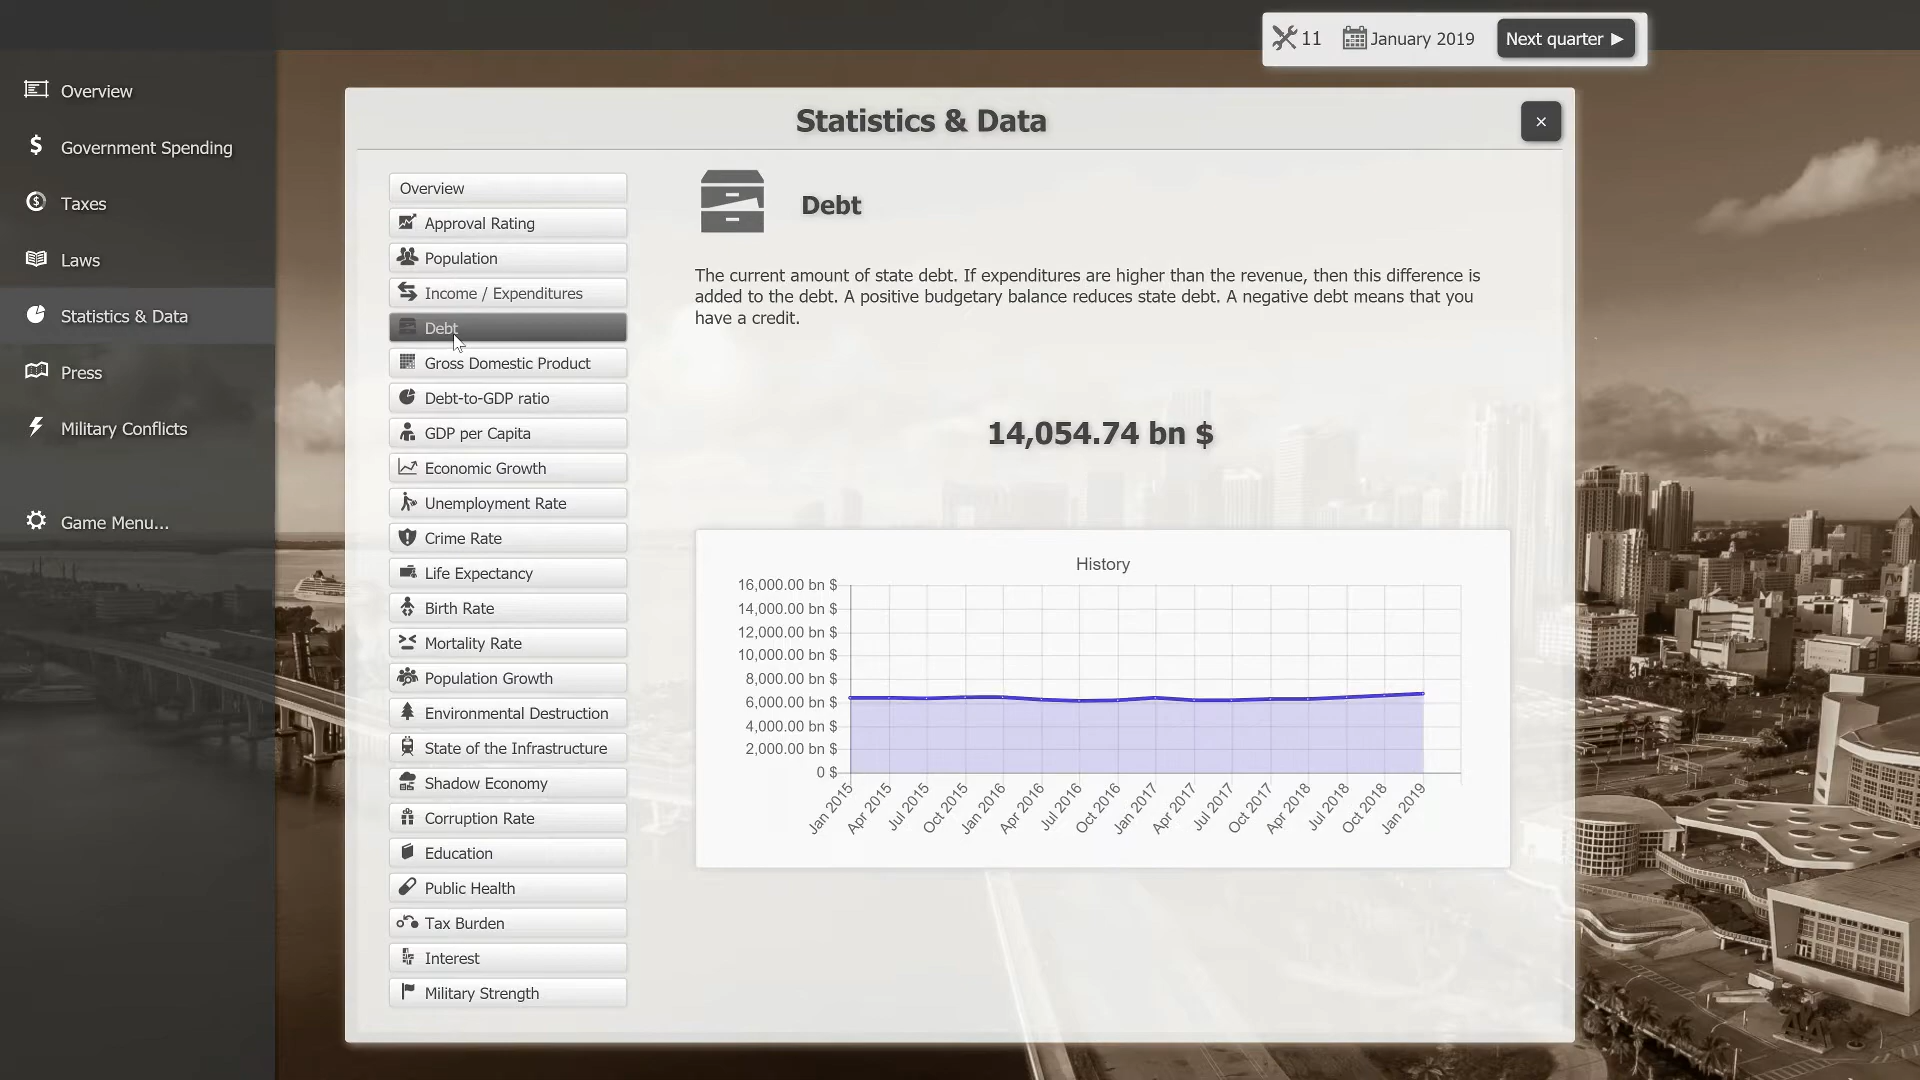 11
January 2019
Next quarter
Overview
Government Spending
Taxes
Laws
Statistics & Data
Press
Military Conflicts
Game Menu...
Statistics & Data
×
Overview
Approval Rating
Population
Income / Expenditures
Debt
Gross Domestic Product
Debt-to-GDP ratio
GDP per Capita
Economic Growth
Unemployment Rate
Crime Rate
Life Expectancy
Birth Rate
Mortality Rate
Population Growth
Environmental Destruction
State of the Infrastructure
Shadow Economy
Corruption Rate
Education
Public Health
Tax Burden
Interest
Military Strength
Debt
The current amount of state debt. If expenditures are higher than the revenue, then this difference is
added to the debt. A positive budgetary balance reduces state debt. A negative debt means that you
have a credit.
14,054.74 bn $
History
16,000.00 bn $
14,000.00 bn $
12,000.00 bn $
10,000.00 bn $
8,000.00 bn $
6,000.00 bn $
4,000.00 bn $
2,000.00 bn $
0 $
Jan 2015
Apr 2015
Jul 2015
Oct 2015
Jan 2016
Apr 2016
Jul 2016
Oct 2016
Jan 2017
Apr 2017
Jul 2017
Oct 2017
Apr 2018
Jul 2018
Oct 2018
Jan 2019